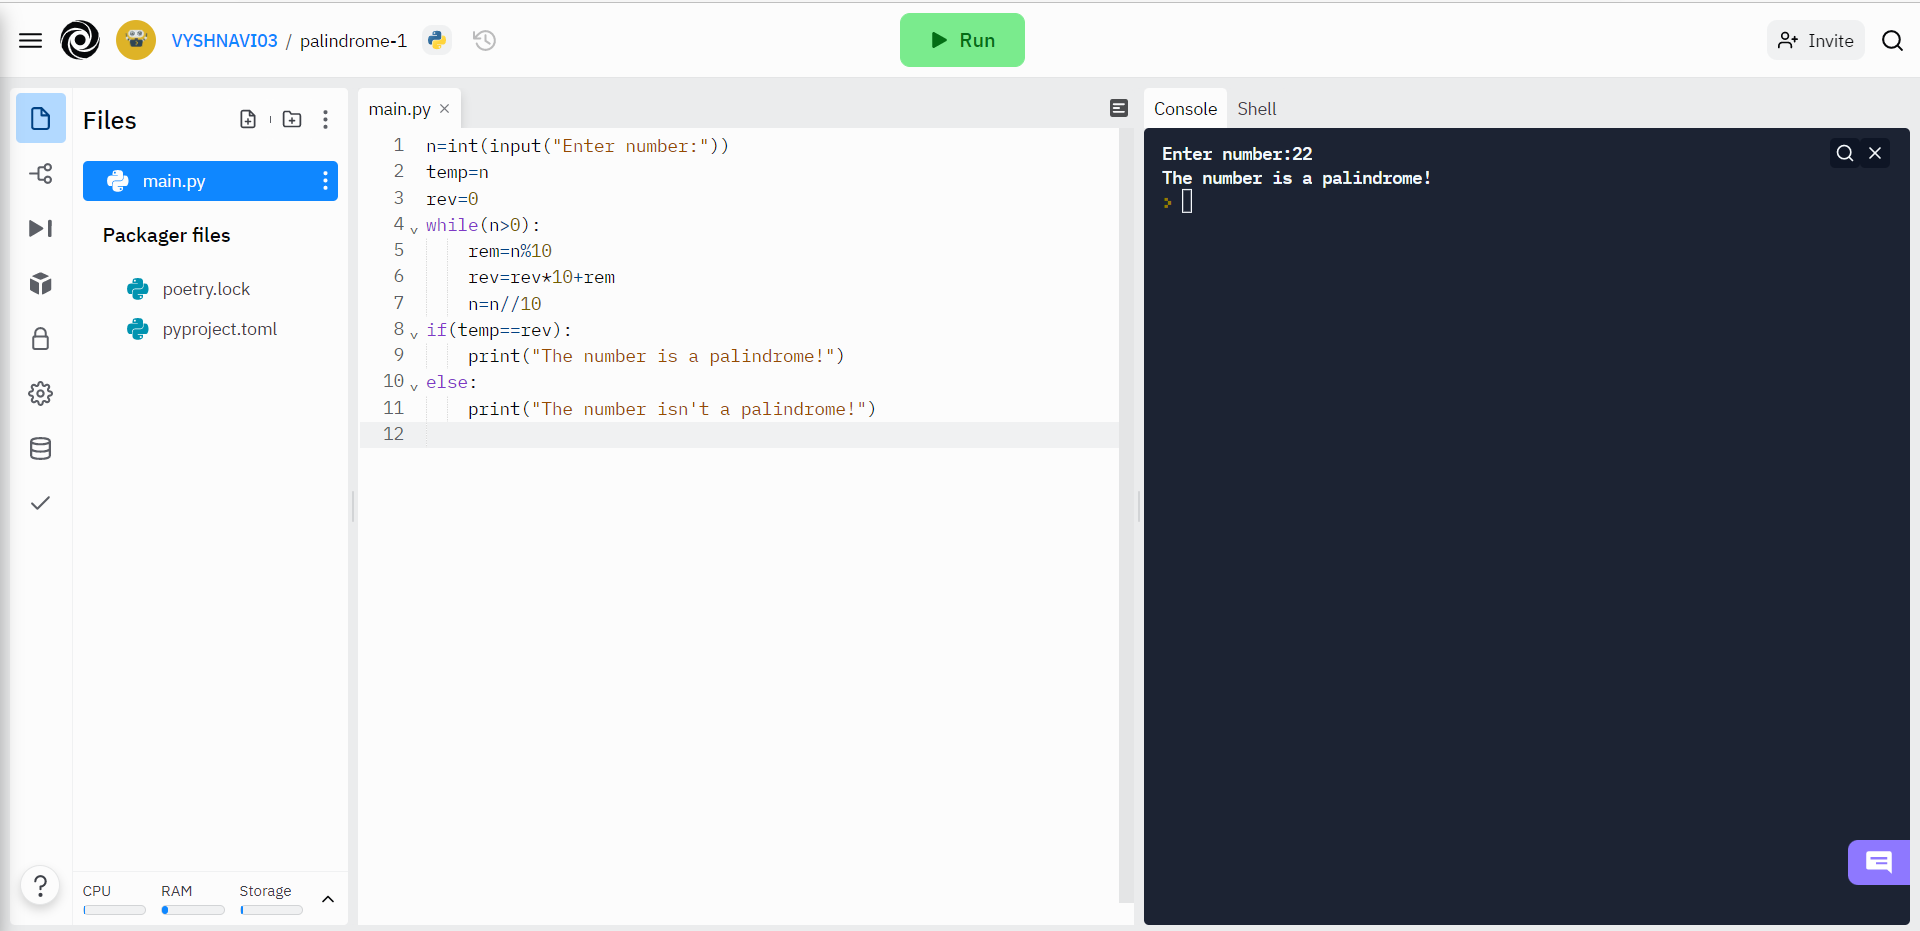 VYSHNAVI03 / palindrome-1
Run
Invite
Files
main.py
Packager files
poetry.lock
pyproject.toml
CPU RAM Storage
?
main.py ×
1 n=int(input("Enter number:"))
2 temp=n
3 rev=0
4 while(n>0):
5 rem=n%10
6 rev=rev*10+rem
7 n=n//10
8 if(temp==rev):
9 print("The number is a palindrome!")
10 else:
11 print("The number isn't a palindrome!")
12
Console Shell
Enter number:22
The number is a palindrome!